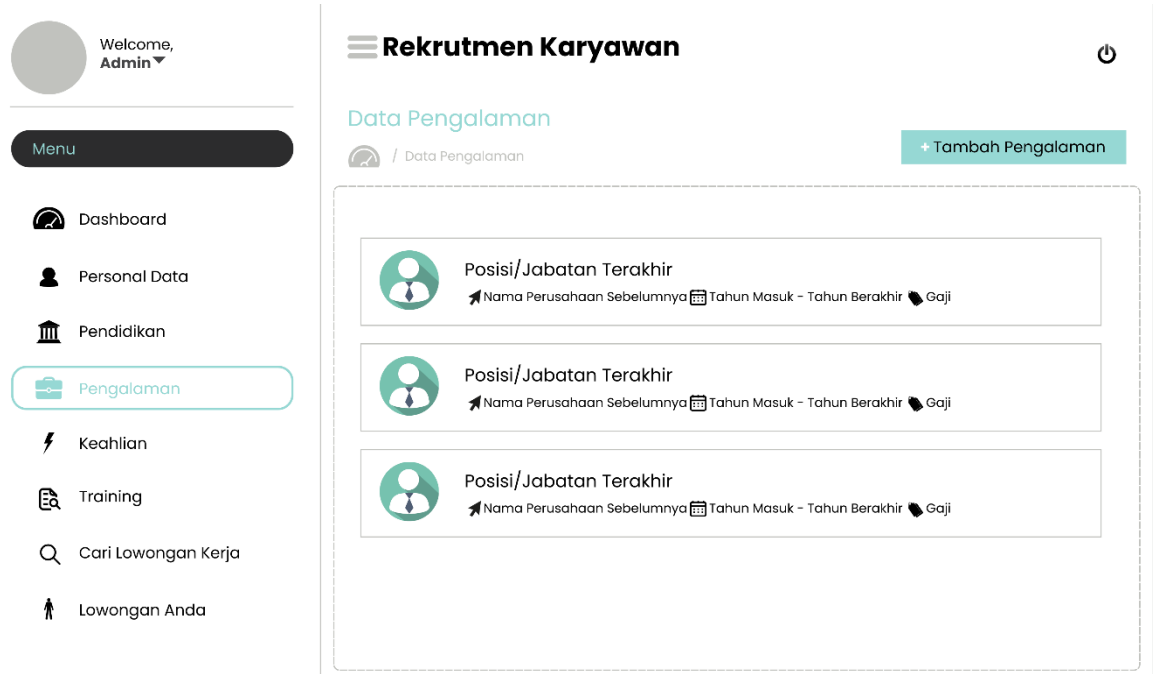 Welcome,
Admin
Menu
Dashboard
Personal Data
Pendidikan
Pengalaman
Keahlian
Training
Cari Lowongan Kerja
Lowongan Anda
Rekrutmen Karyawan
Data Pengalaman
/ Data Pengalaman
+ Tambah Pengalaman
Posisi/Jabatan Terakhir
Nama Perusahaan Sebelumnya Tahun Masuk - Tahun Berakhir Gaji
Posisi/Jabatan Terakhir
Nama Perusahaan Sebelumnya Tahun Masuk - Tahun Berakhir Gaji
Posisi/Jabatan Terakhir
Nama Perusahaan Sebelumnya Tahun Masuk - Tahun Berakhir Gaji